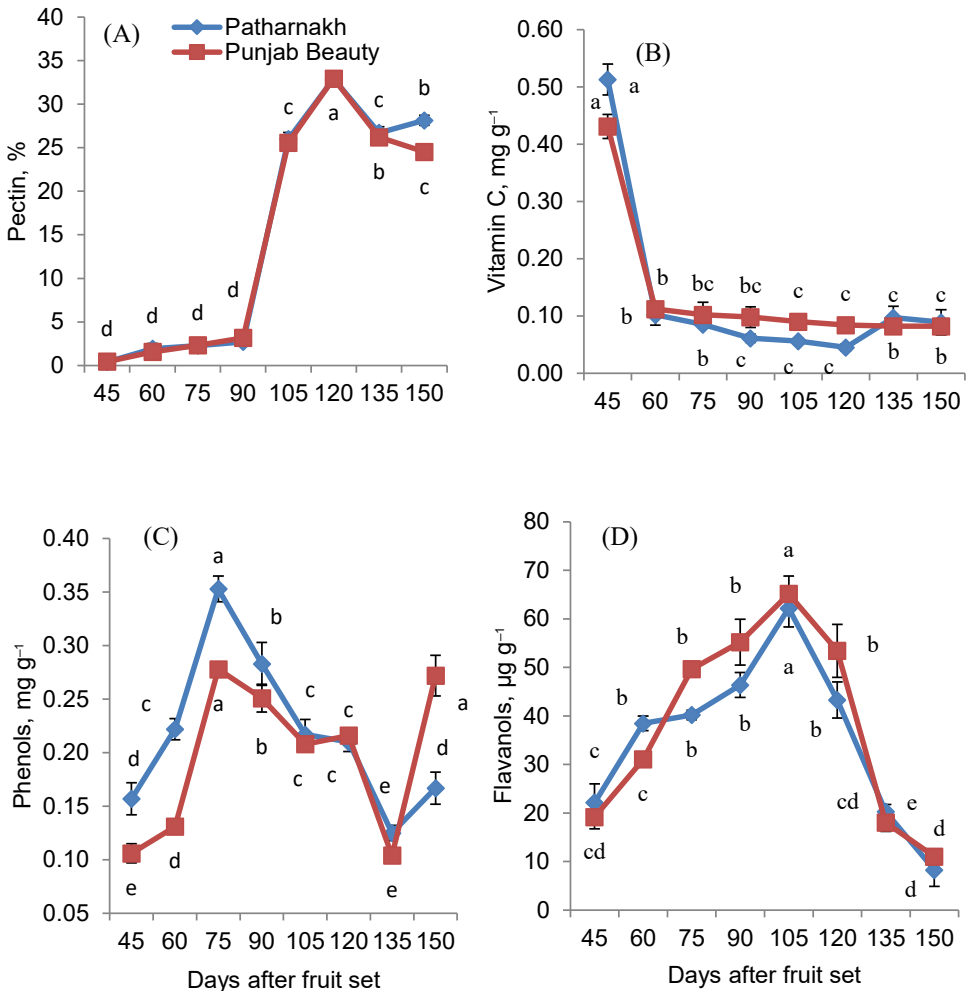 (A)
Patharnakh
Punjab Beauty
Pectin, %
40
35
30
25
20
15
10
5
0
d d d d c a c b b c
45 60 75 90 105 120 135 150
(B)
Vitamin C, mg g⁻¹
0.60
0.50
0.40
0.30
0.20
0.10
0.00
a a
b bc bc c c c c
b b c c c b b
45 60 75 90 105 120 135 150
(C)
Phenols, mg g⁻¹
0.40
0.35
0.30
0.25
0.20
0.15
0.10
0.05
d c a b c c e d
e d a b c c e a
45 60 75 90 105 120 135 150
Days after fruit set
(D)
Flavanols, µg g⁻¹
80
70
60
50
40
30
20
10
0
c b b b a b e d
cd c b b a b cd d
45 60 75 90 105 120 135 150
Days after fruit set